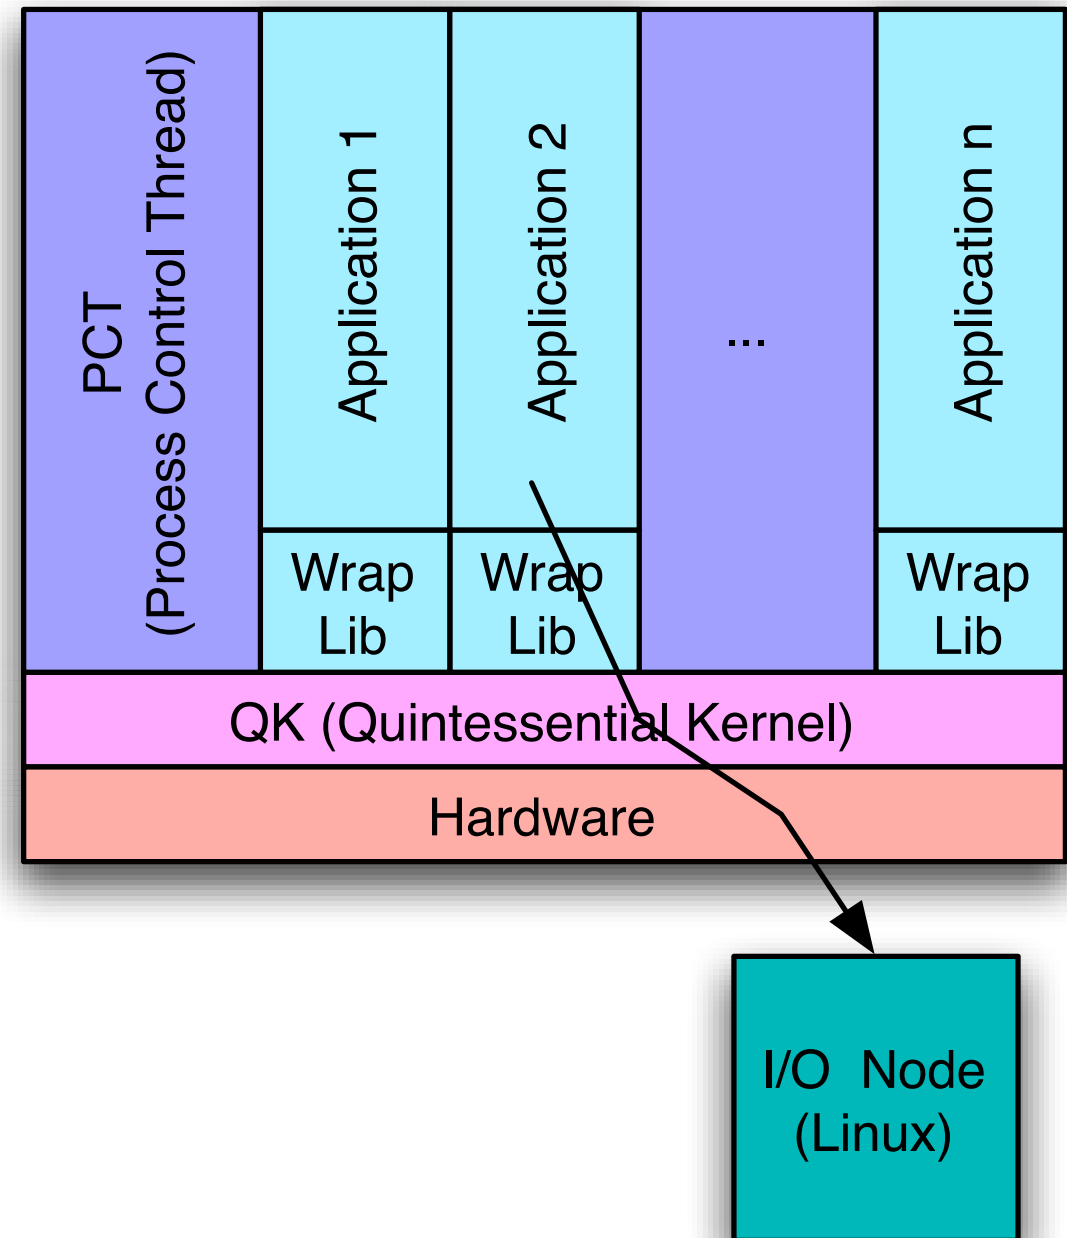 PCT
(Process Control Thread)
Application 1
Application 2
...
Application n
Wrap
Lib
Wrap
Lib
Wrap
Lib
QK (Quintessential Kernel)
Hardware
I/O Node
(Linux)